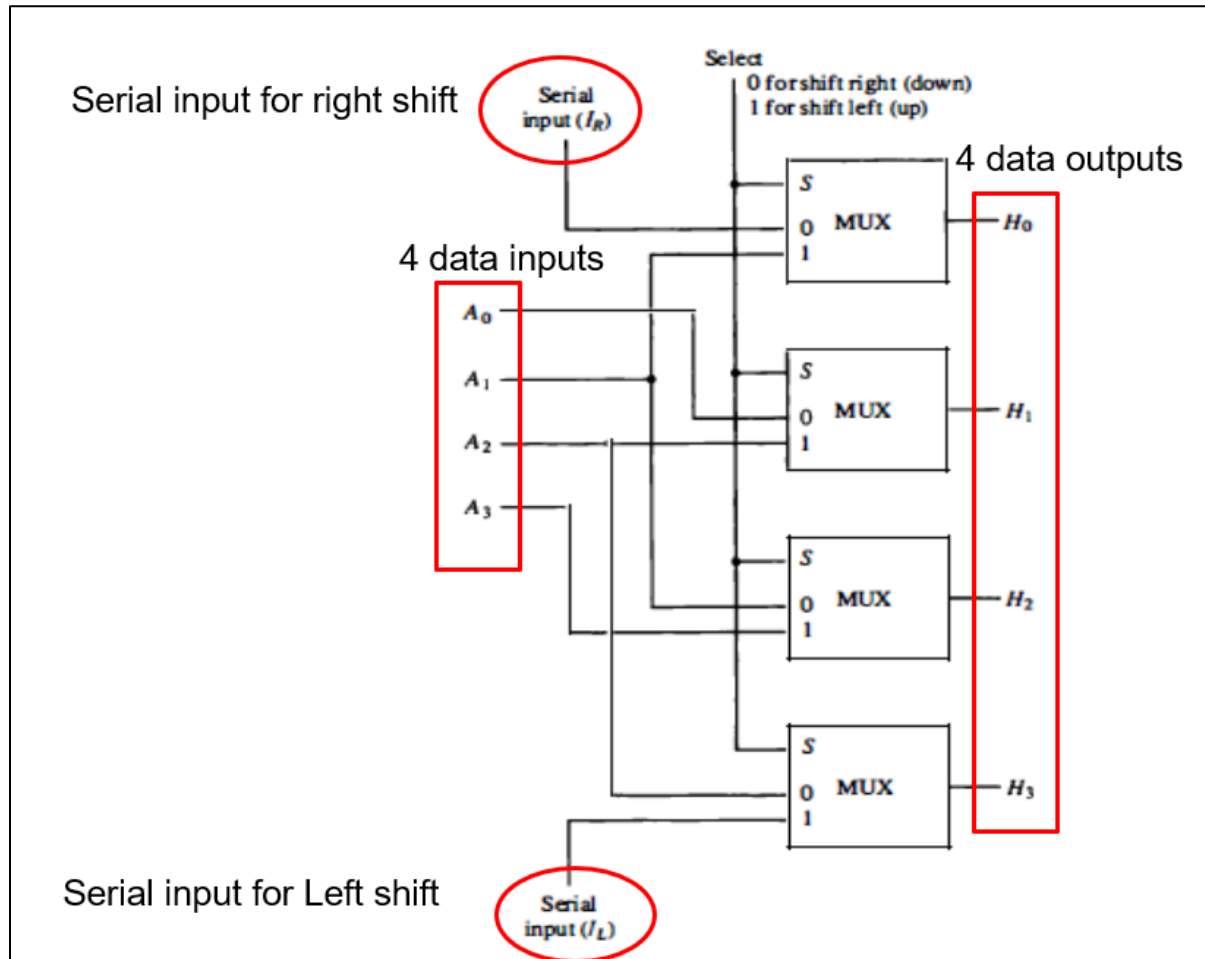 Select
0 for shift right (down)
1 for shift left (up)
Serial input for right shift
Serial
input (I_R)
4 data outputs
S
0 MUX
1
H₀
4 data inputs
A₀
A₁
A₂
A₃
S
0 MUX
1
H₁
S
0 MUX
1
H₂
S
0 MUX
1
H₃
Serial input for Left shift
Serial
input (I_L)